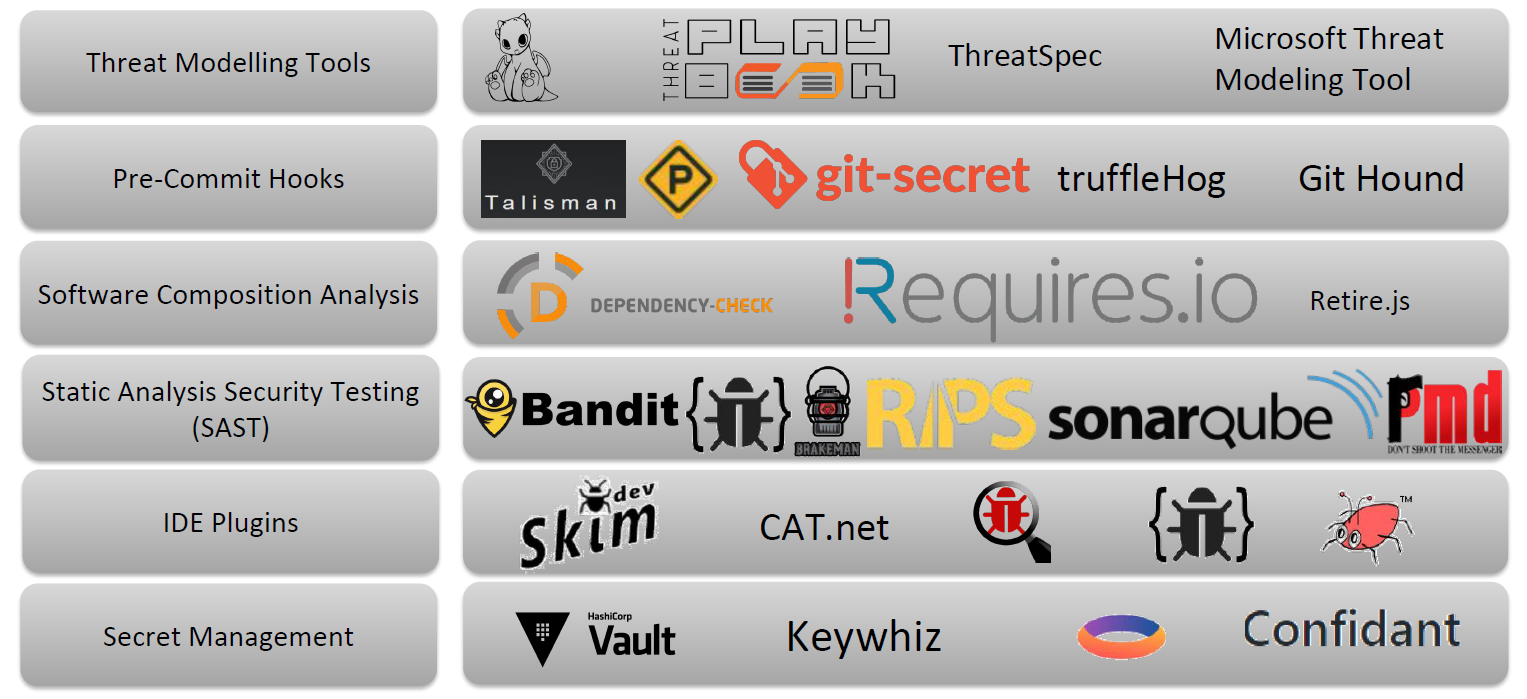 Threat Modelling Tools
THREAT
PLAY
BOOK
ThreatSpec
Microsoft Threat
Modeling Tool
Pre-Commit Hooks
Talisman
P
git-secret
truffleHog
Git Hound
Software Composition Analysis
D
DEPENDENCY-CHECK
!Requires.io
Retire.js
Static Analysis Security Testing
(SAST)
Bandit
{ }
BRAKEMAN
RIPS
sonarqube
Pmd
DON'T SHOOT THE MESSENGER
IDE Plugins
dev
Skim
CAT.net
{ }
TM
Secret Management
HashiCorp
Vault
Keywhiz
Confidant